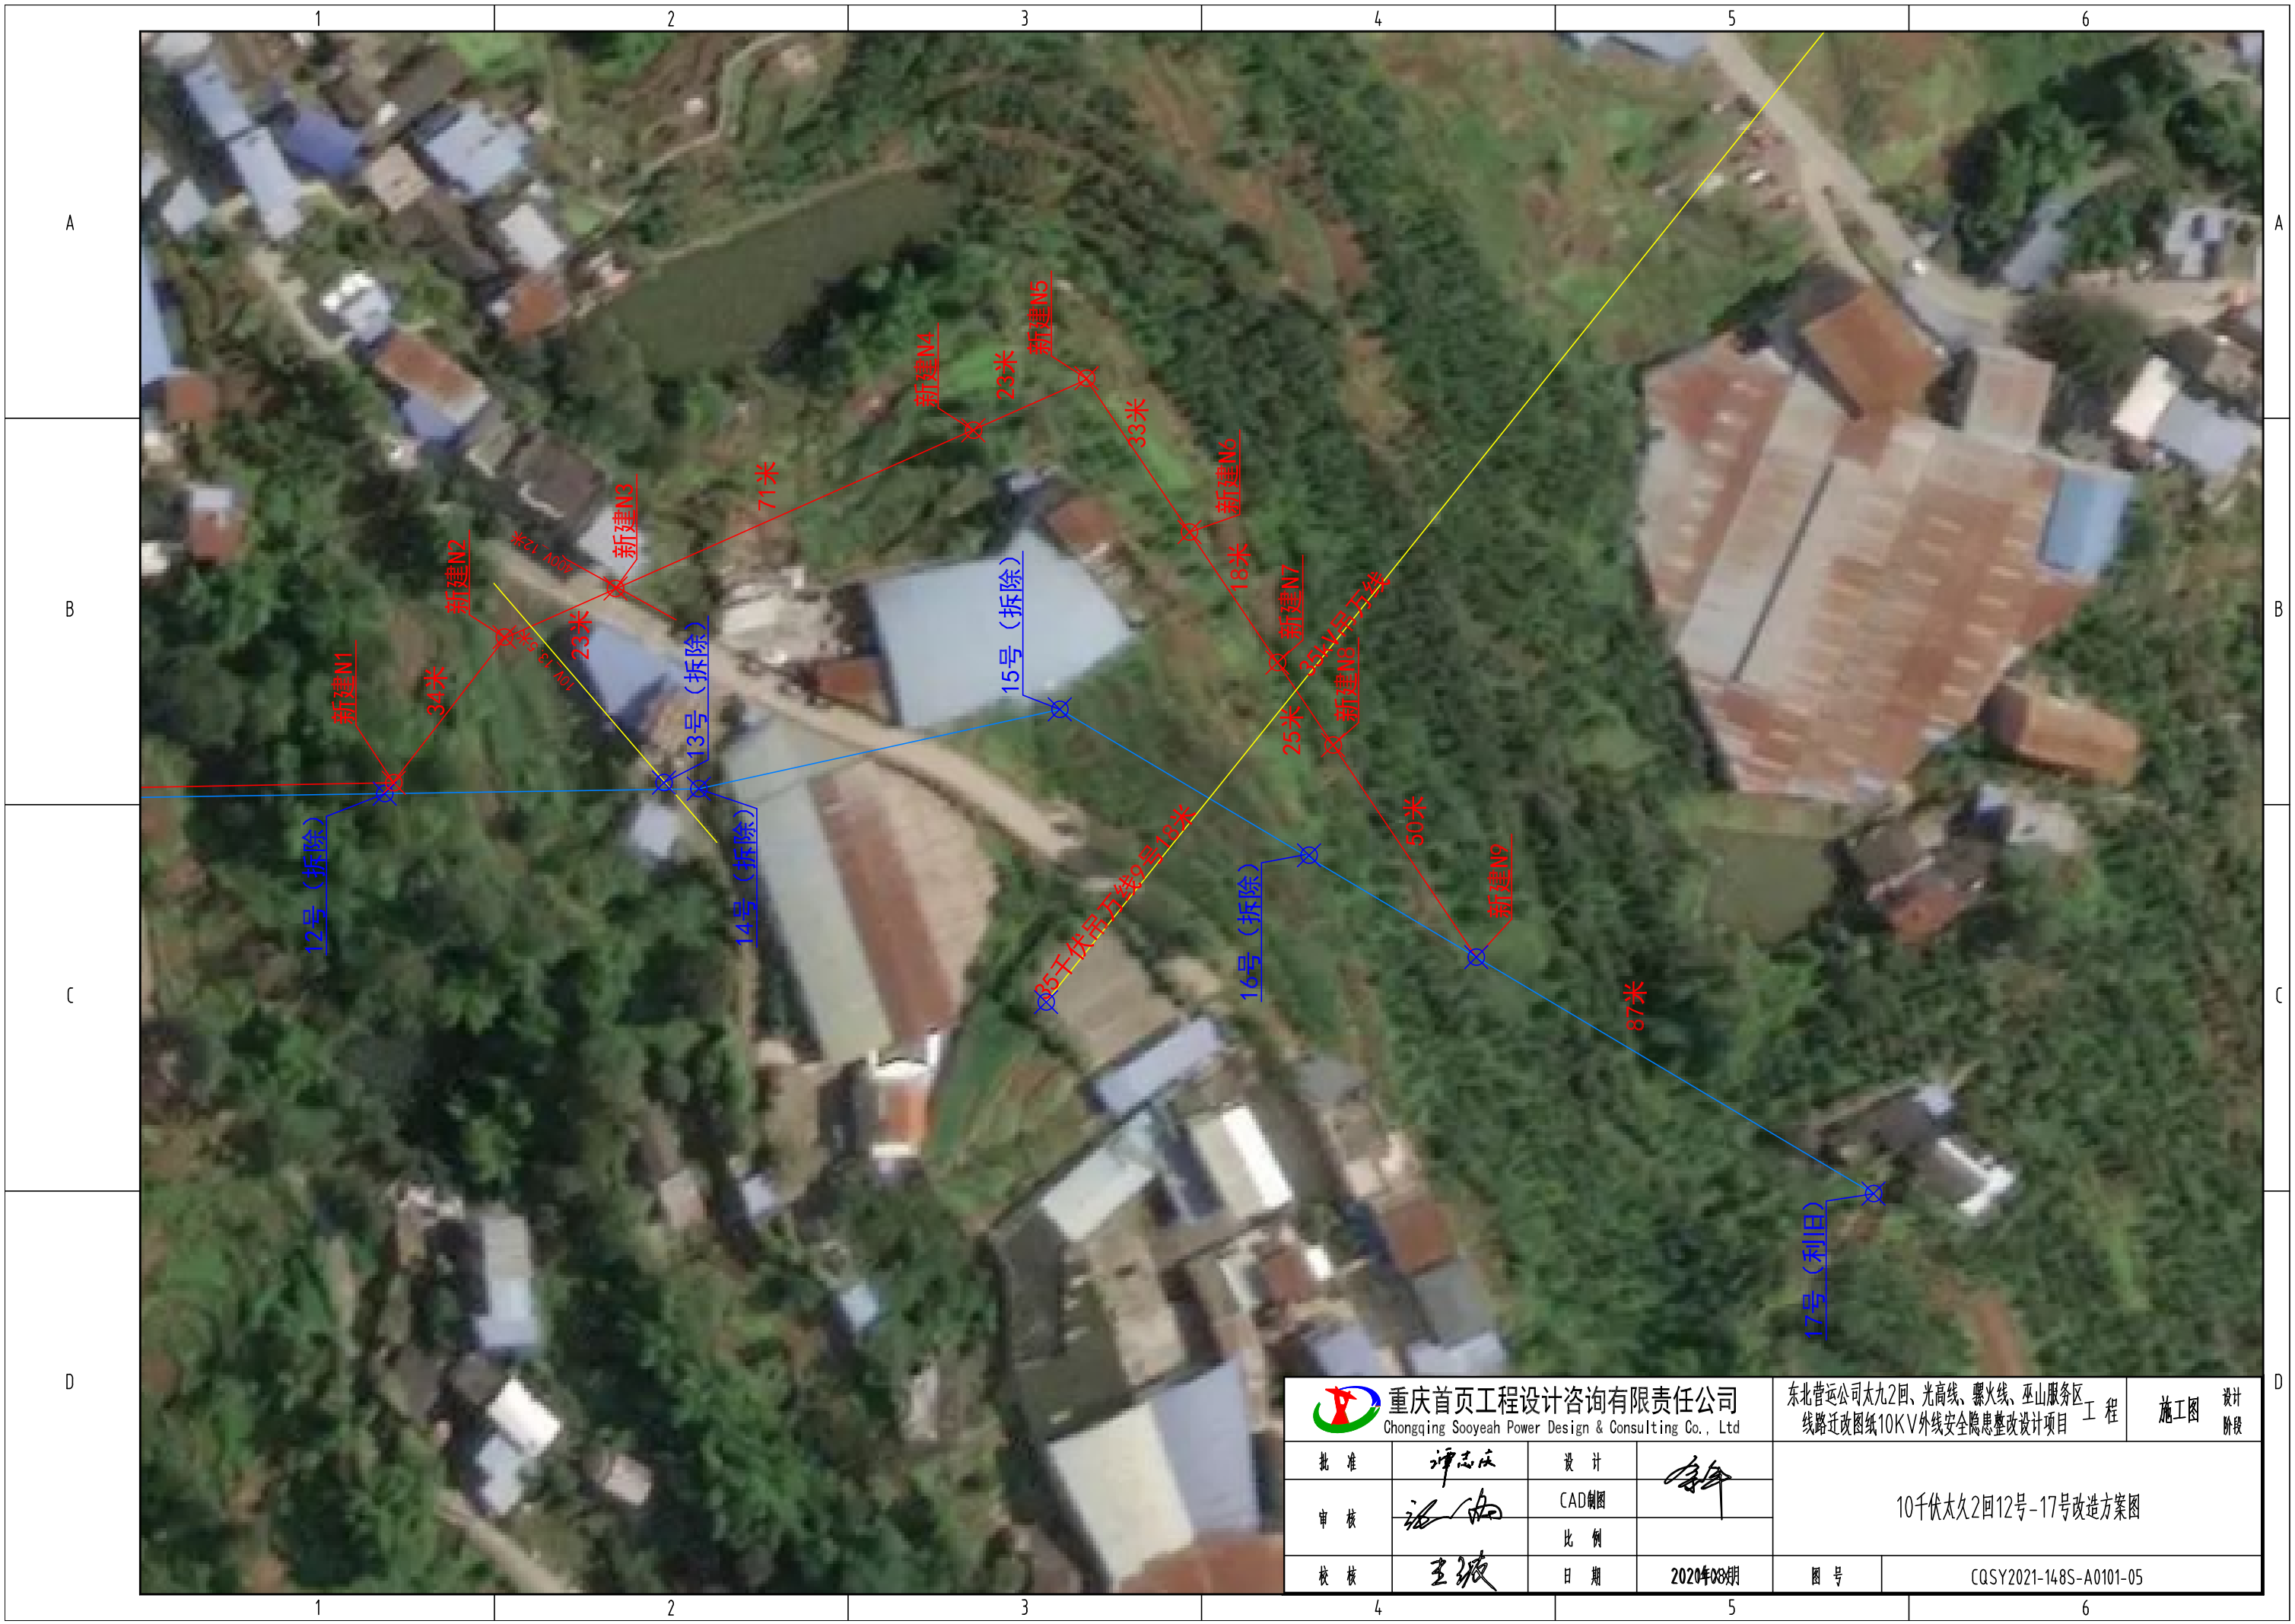 1 2 3 4 5 6
A A
新建N5
新建N4
23米
33米
新建N6
71米
新建N3
400V 12米
新建N2
18米
新建N7
15号（拆除）
35kV吊万线
23米
13号（拆除）
新建N8
新建N1
34米
25米
B B
50米
35千伏吊万线9号18米
新建N9
12号（拆除）
14号（拆除）
16号（拆除）
87米
C C
17号（利旧）
D D
重庆首页工程设计咨询有限责任公司
Chongqing Sooyeah Power Design & Consulting Co., Ltd
东北营运公司太九2回、光高线、骡火线、巫山服务区
线路迁改图纸10KV外线安全隐患整改设计项目
工 程
施工图
设计
阶段
批 准
谭志庆
设 计
CAD制图
审 核
比 例
校 核
日 期
图 号
10千伏太久2回12号-17号改造方案图
CQSY2021-148S-A0101-05
1 2 3 4 5 6